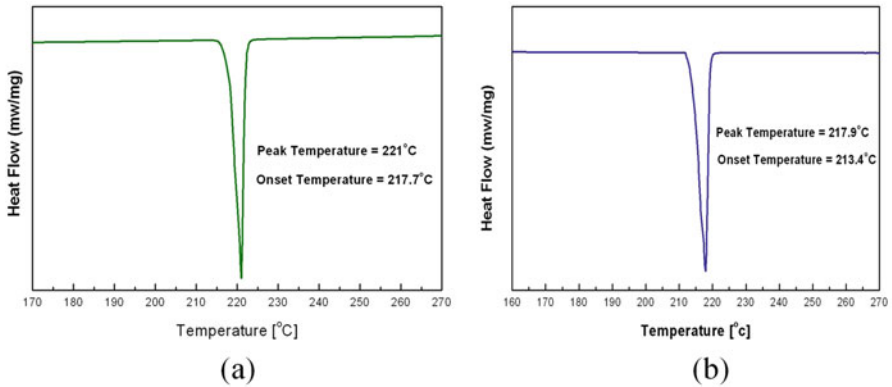 Heat Flow (mw/mg)
Peak Temperature = 221°C
Onset Temperature = 217.7°C
170 180 190 200 210 220 230 240 250 260 270
Temperature [°C]
(a)
Heat Flow (mw/mg)
Peak Temperature = 217.9°C
Onset Temperature = 213.4°C
160 170 180 190 200 210 220 230 240 250 260 270
Temperature [°c]
(b)